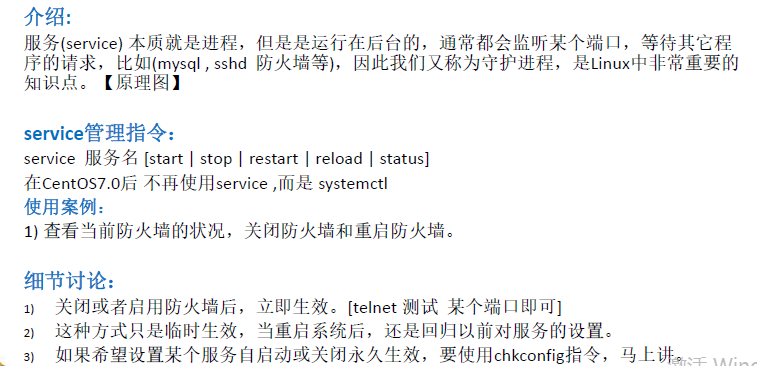 介绍:
服务(service) 本质就是进程，但是是运行在后台的，通常都会监听某个端口，等待其它程
序的请求，比如(mysql , sshd 防火墙等)，因此我们又称为守护进程，是Linux中非常重要的
知识点。【原理图】
service管理指令：
service 服务名 [start | stop | restart | reload | status]
在CentOS7.0后 不再使用service ,而是 systemctl
使用案例：
1) 查看当前防火墙的状况，关闭防火墙和重启防火墙。
细节讨论：
1) 关闭或者启用防火墙后，立即生效。[telnet 测试 某个端口即可]
2) 这种方式只是临时生效，当重启系统后，还是回归以前对服务的设置。
3) 如果希望设置某个服务自启动或关闭永久生效，要使用chkconfig指令，马上讲。